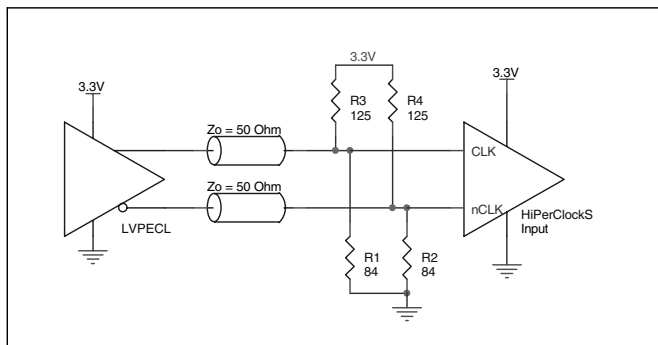 3.3V
3.3V
3.3V
R3
125
R4
125
Zo = 50 Ohm
CLK
Zo = 50 Ohm
nCLK
HiPerClockS
Input
LVPECL
R1
84
R2
84